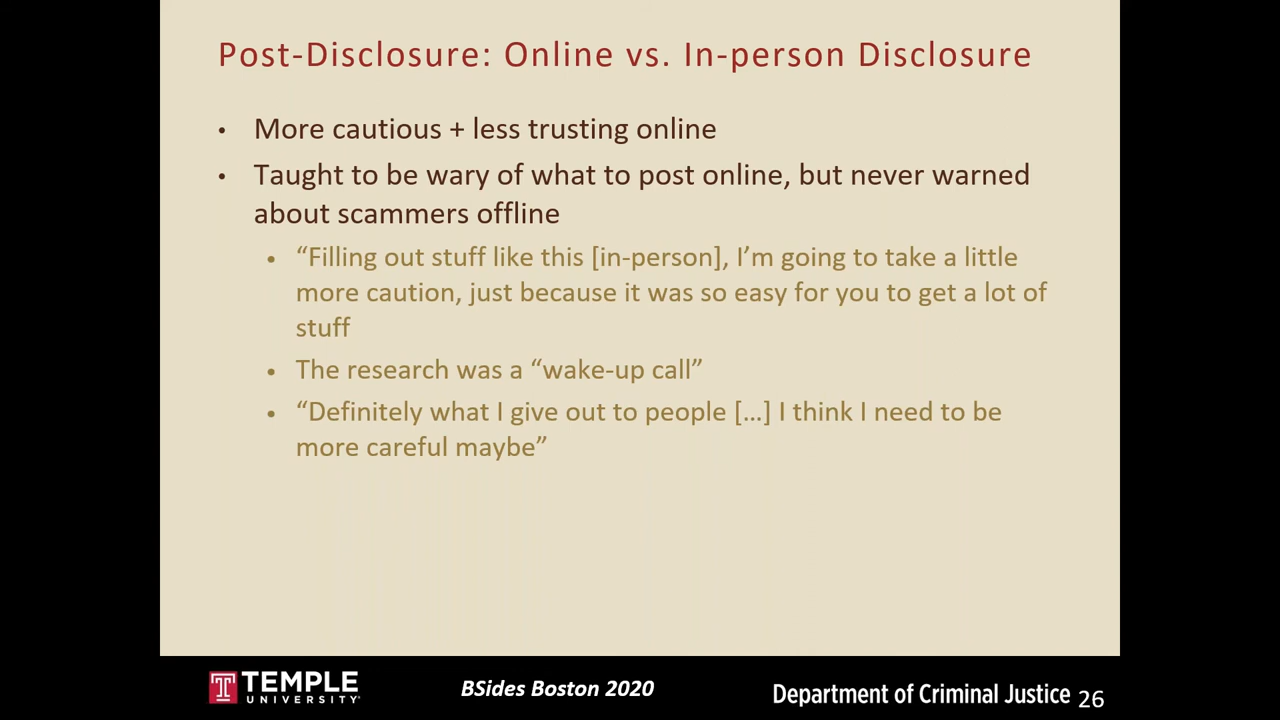 Post-Disclosure: Online vs. In-person Disclosure
• More cautious + less trusting online
• Taught to be wary of what to post online, but never warned
about scammers offline
• “Filling out stuff like this [in-person], I’m going to take a little
more caution, just because it was so easy for you to get a lot of
stuff
• The research was a “wake-up call”
• “Definitely what I give out to people […] I think I need to be
more careful maybe”
TEMPLE
UNIVERSITY
BSides Boston 2020
Department of Criminal Justice 26